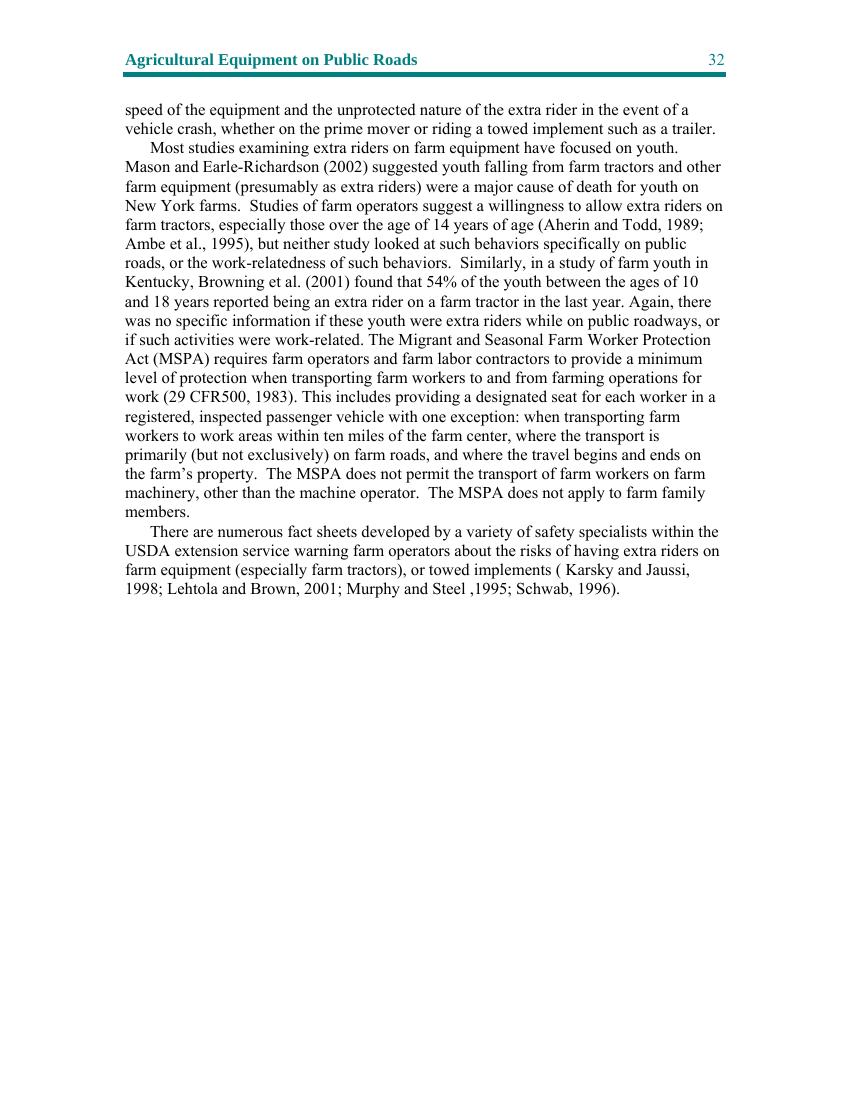 Agricultural Equipment on Public Roads 32
speed of the equipment and the unprotected nature of the extra rider in the event of a
vehicle crash, whether on the prime mover or riding a towed implement such as a trailer.
Most studies examining extra riders on farm equipment have focused on youth.
Mason and Earle-Richardson (2002) suggested youth falling from farm tractors and other
farm equipment (presumably as extra riders) were a major cause of death for youth on
New York farms.  Studies of farm operators suggest a willingness to allow extra riders on
farm tractors, especially those over the age of 14 years of age (Aherin and Todd, 1989;
Ambe et al., 1995), but neither study looked at such behaviors specifically on public
roads, or the work-relatedness of such behaviors.  Similarly, in a study of farm youth in
Kentucky, Browning et al. (2001) found that 54% of the youth between the ages of 10
and 18 years reported being an extra rider on a farm tractor in the last year. Again, there
was no specific information if these youth were extra riders while on public roadways, or
if such activities were work-related. The Migrant and Seasonal Farm Worker Protection
Act (MSPA) requires farm operators and farm labor contractors to provide a minimum
level of protection when transporting farm workers to and from farming operations for
work (29 CFR500, 1983). This includes providing a designated seat for each worker in a
registered, inspected passenger vehicle with one exception: when transporting farm
workers to work areas within ten miles of the farm center, where the transport is
primarily (but not exclusively) on farm roads, and where the travel begins and ends on
the farm’s property.  The MSPA does not permit the transport of farm workers on farm
machinery, other than the machine operator.  The MSPA does not apply to farm family
members.
There are numerous fact sheets developed by a variety of safety specialists within the
USDA extension service warning farm operators about the risks of having extra riders on
farm equipment (especially farm tractors), or towed implements ( Karsky and Jaussi,
1998; Lehtola and Brown, 2001; Murphy and Steel ,1995; Schwab, 1996).